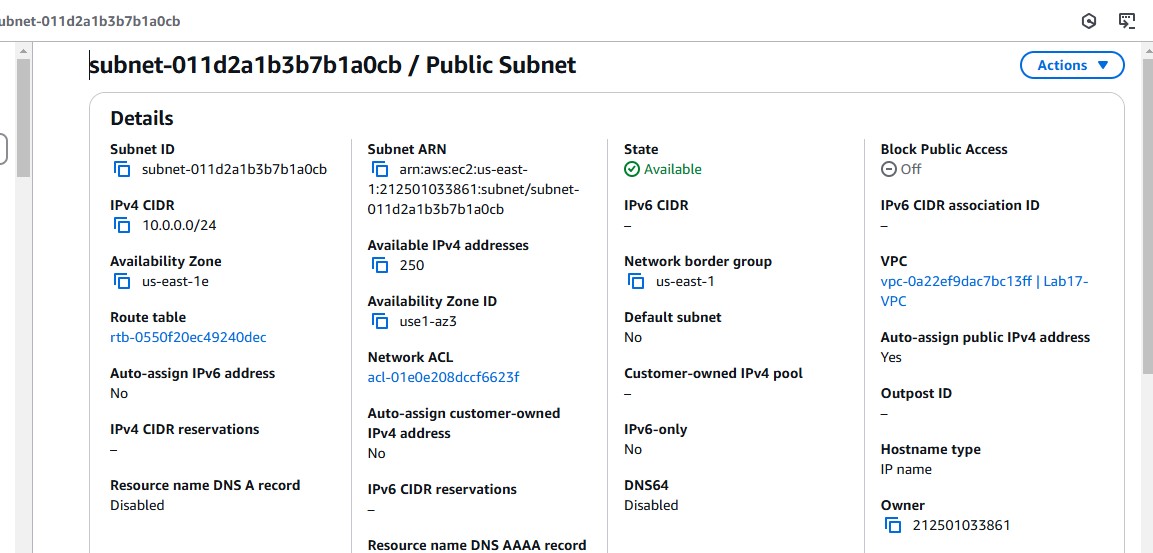 ubnet-011d2a1b3b7b1a0cb
subnet-011d2a1b3b7b1a0cb / Public Subnet
Actions
Details
Subnet ID
subnet-011d2a1b3b7b1a0cb
IPv4 CIDR
10.0.0.0/24
Availability Zone
us-east-1e
Route table
rtb-0550f20ec49240dec
Auto-assign IPv6 address
No
IPv4 CIDR reservations
–
Resource name DNS A record
Disabled
Subnet ARN
arn:aws:ec2:us-east-
1:212501033861:subnet/subnet-
011d2a1b3b7b1a0cb
Available IPv4 addresses
250
Availability Zone ID
use1-az3
Network ACL
acl-01e0e208dccf6623f
Auto-assign customer-owned
IPv4 address
No
IPv6 CIDR reservations
–
Resource name DNS AAAA record
State
Available
IPv6 CIDR
–
Network border group
us-east-1
Default subnet
No
Customer-owned IPv4 pool
–
IPv6-only
No
DNS64
Disabled
Block Public Access
Off
IPv6 CIDR association ID
–
VPC
vpc-0a22ef9dac7bc13ff | Lab17-
VPC
Auto-assign public IPv4 address
Yes
Outpost ID
–
Hostname type
IP name
Owner
212501033861